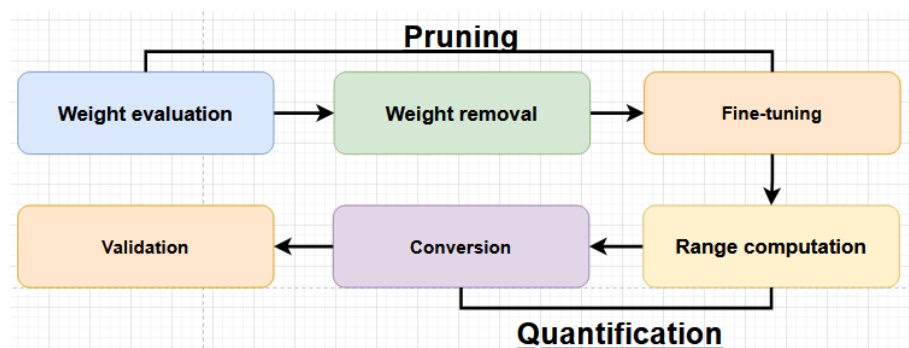 Pruning
Weight evaluation
Weight removal
Fine-tuning
Validation
Conversion
Range computation
Quantification